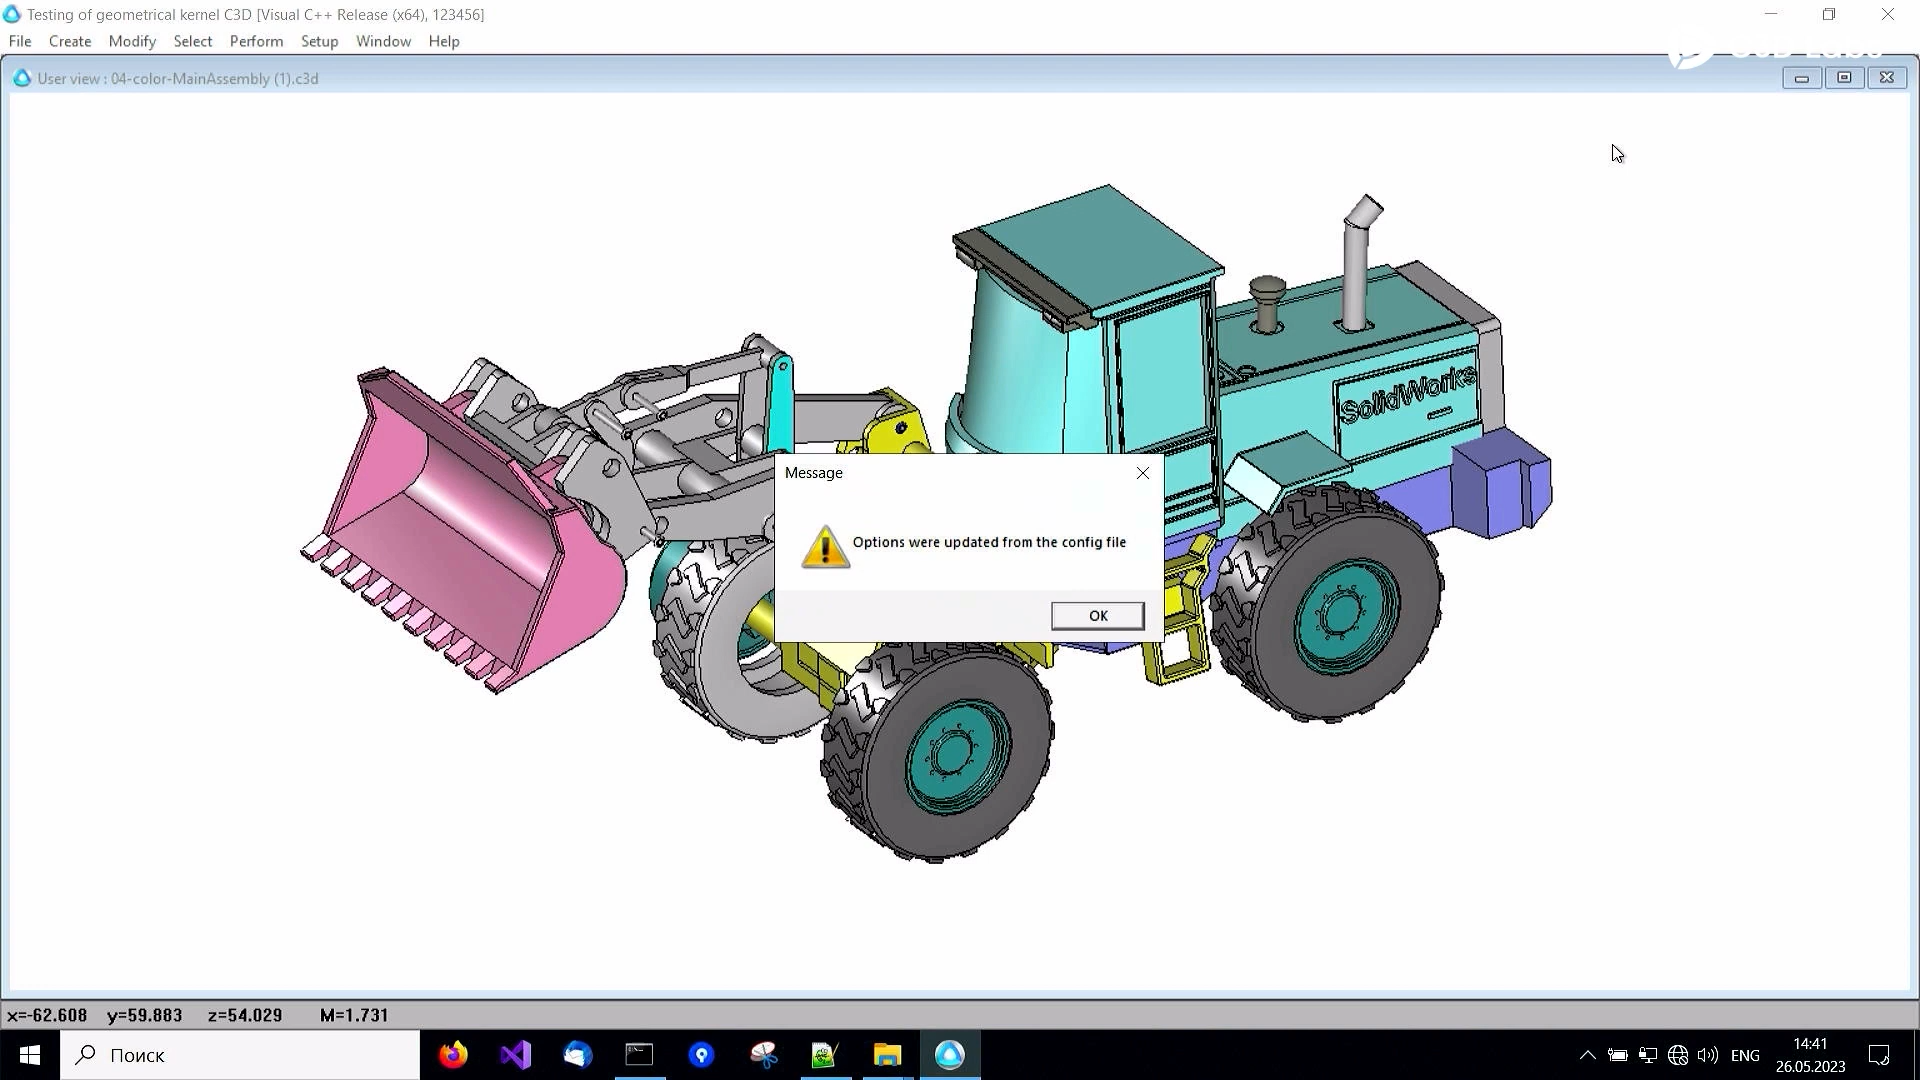 Testing of geometrical kernel C3D [Visual C++ Release (x64), 123456]
File Create Modify Select Perform Setup Window Help
User view : 04-color-MainAssembly (1).c3d
SolidWorks
Message
Options were updated from the config file
OK
x=-62.608 y=59.883 z=54.029 M=1.731
Поиск
ENG
14:41
26.05.2023